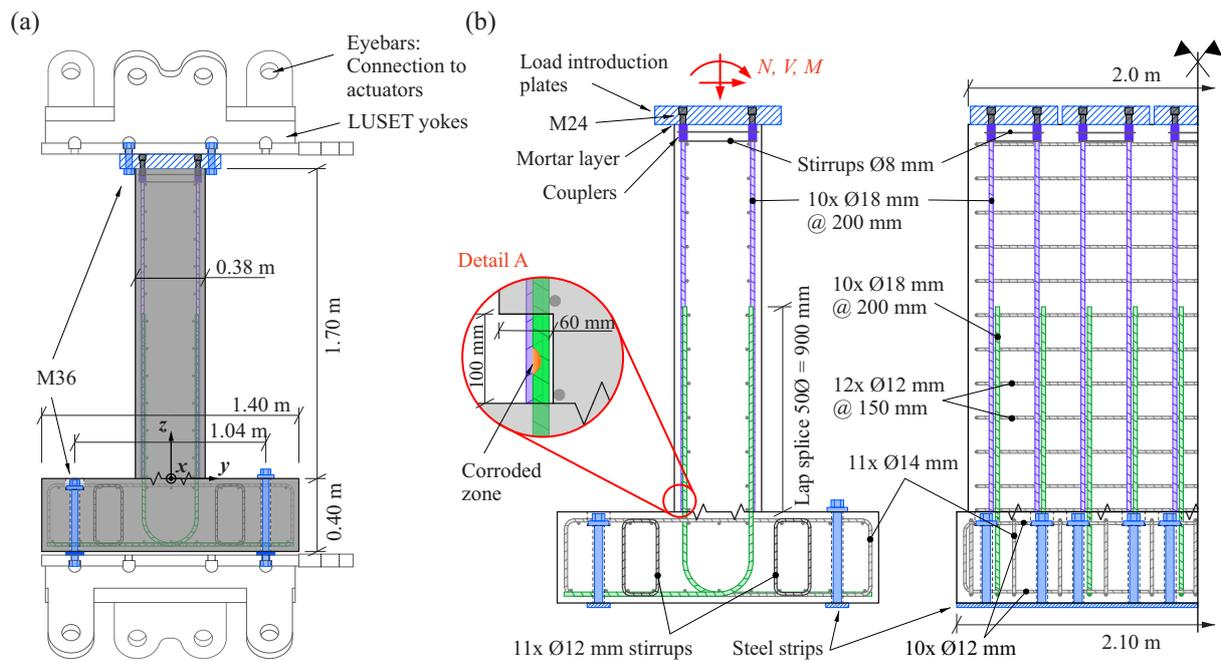 (a)
Eyebars:
Connection to
actuators
LUSET yokes
0.38 m
1.70 m
M36
1.40 m
1.04 m
z
x
y
0.40 m
(b)
Load introduction
plates
N, V, M
M24
Mortar layer
Couplers
Stirrups Ø8 mm
10x Ø18 mm
@ 200 mm
2.0 m
Detail A
60 mm
100 mm
Corroded
zone
Lap splice 50Ø = 900 mm
10x Ø18 mm
@ 200 mm
12x Ø12 mm
@ 150 mm
11x Ø14 mm
11x Ø12 mm stirrups
Steel strips
10x Ø12 mm
2.10 m